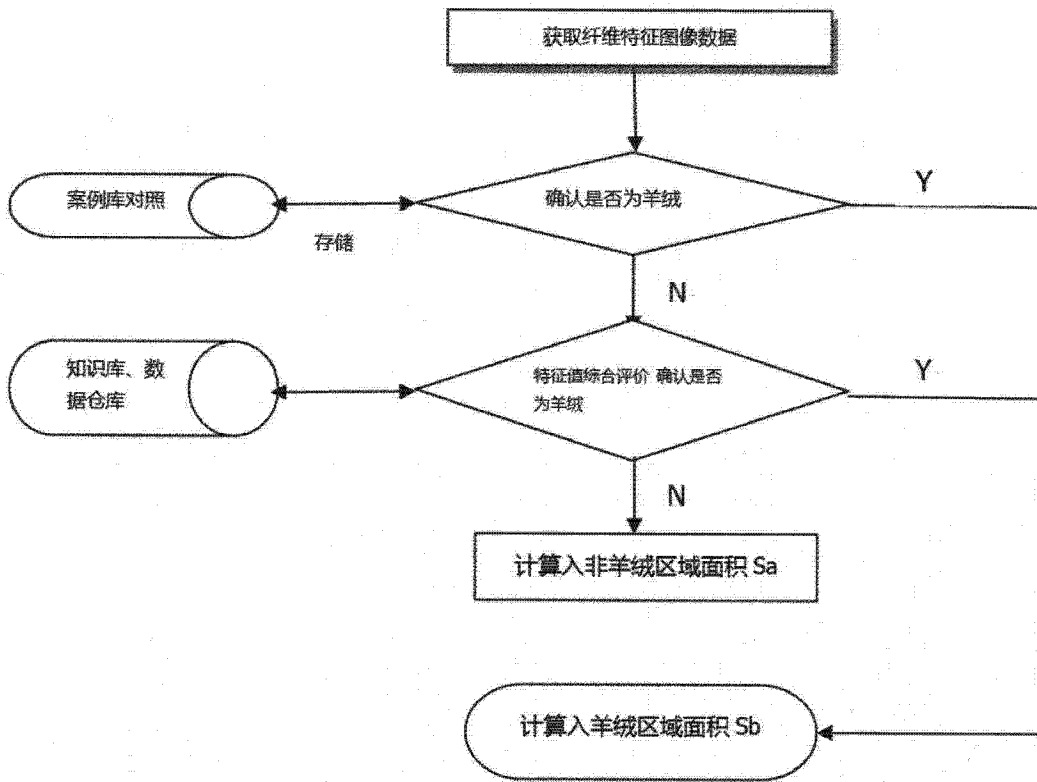 获取纤维特征图像数据
案例库对照
确认是否为羊绒
Y
存储
N
知识库、数
据仓库
特征值综合评价 确认是否
为羊绒
Y
N
计算入非羊绒区域面积 Sa
计算入羊绒区域面积 Sb